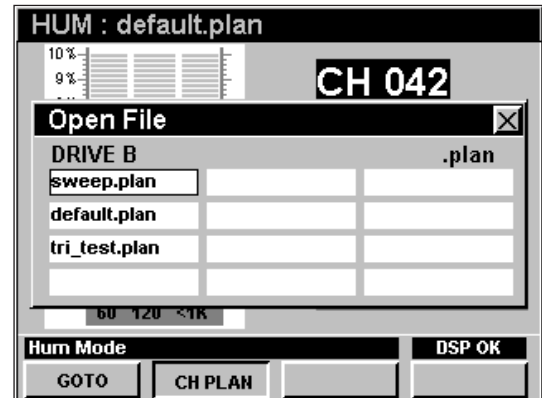 HUM : default.plan
10%
9%
CH 042
Open File
DRIVE B .plan
sweep.plan
default.plan
tri_test.plan
60 120 <1K
Hum Mode DSP OK
GOTO CH PLAN